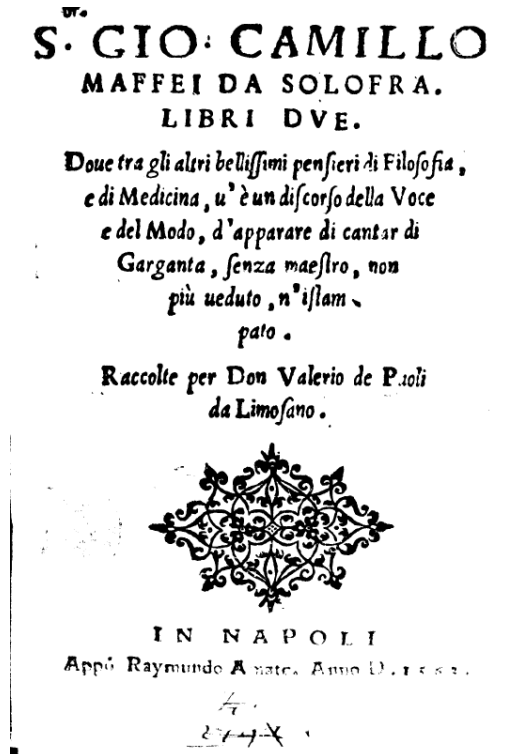 S. GIO: CAMILLO
MAFFEI DA SOLOFRA.
LIBRI DVE.
Doue tra gli altri bellissimi pensieri di Filosofia,
e di Medicina, u' è un discorso della Voce
e del Modo, d'apparare di cantar di
Garganta, senza maestro, non
più ueduto, n'istam
pato.
Raccolte per Don Valerio de Paoli
da Limosano.
IN NAPOLI
Raymundo Anno D.